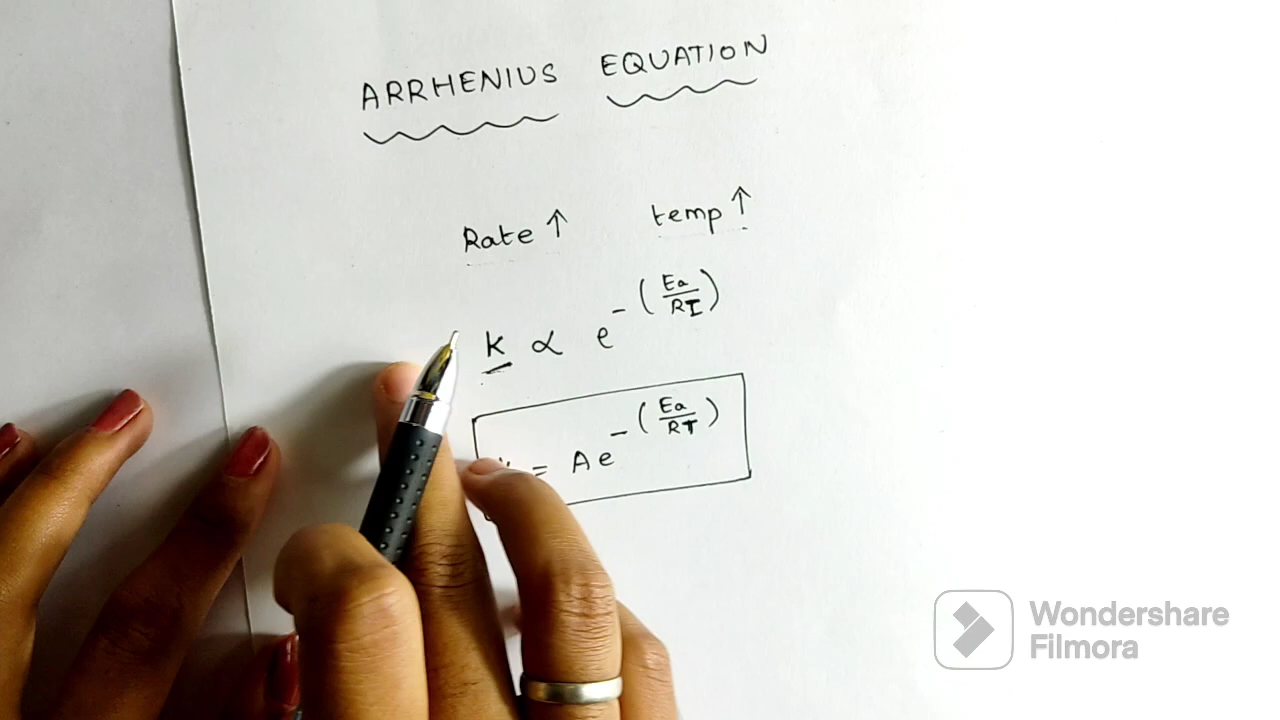 ARRHENIUS EQUATION
Rate ↑ temp ↑
k ∝ e^-(Ea/RT)
= Ae^-(Ea/RT)
Wondershare
Filmora